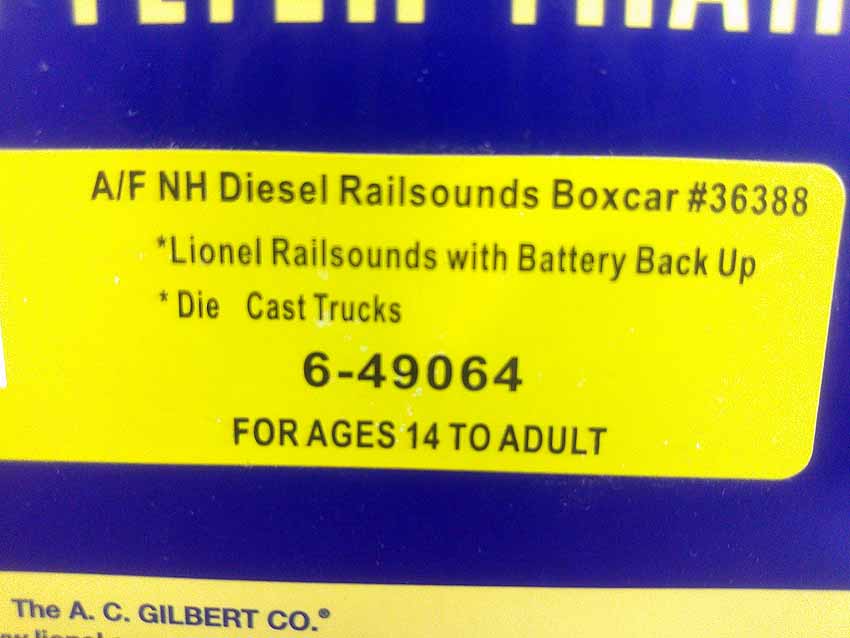 A/F NH Diesel Railsounds Boxcar #36388
*Lionel Railsounds with Battery Back Up
* Die Cast Trucks
6-49064
FOR AGES 14 TO ADULT
The A. C. GILBERT CO.®